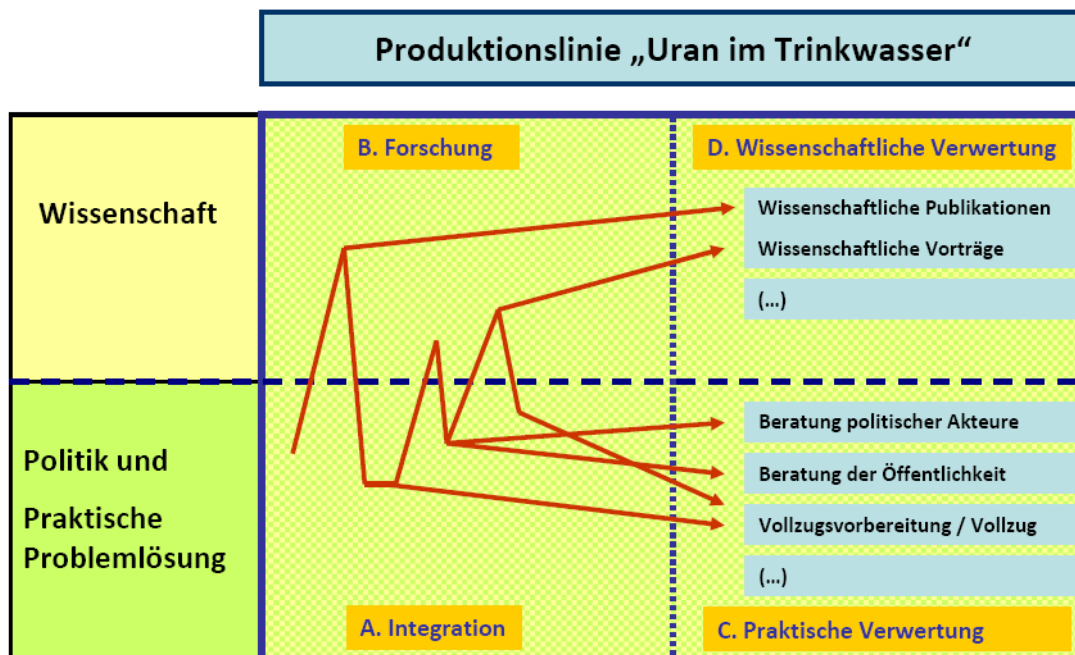 Produktionslinie „Uran im Trinkwasser“
B. Forschung
D. Wissenschaftliche Verwertung
Wissenschaft
Wissenschaftliche Publikationen
Wissenschaftliche Vorträge
(...)
Politik und
Praktische
Problemlösung
Beratung politischer Akteure
Beratung der Öffentlichkeit
Vollzugsvorbereitung / Vollzug
(...)
A. Integration
C. Praktische Verwertung